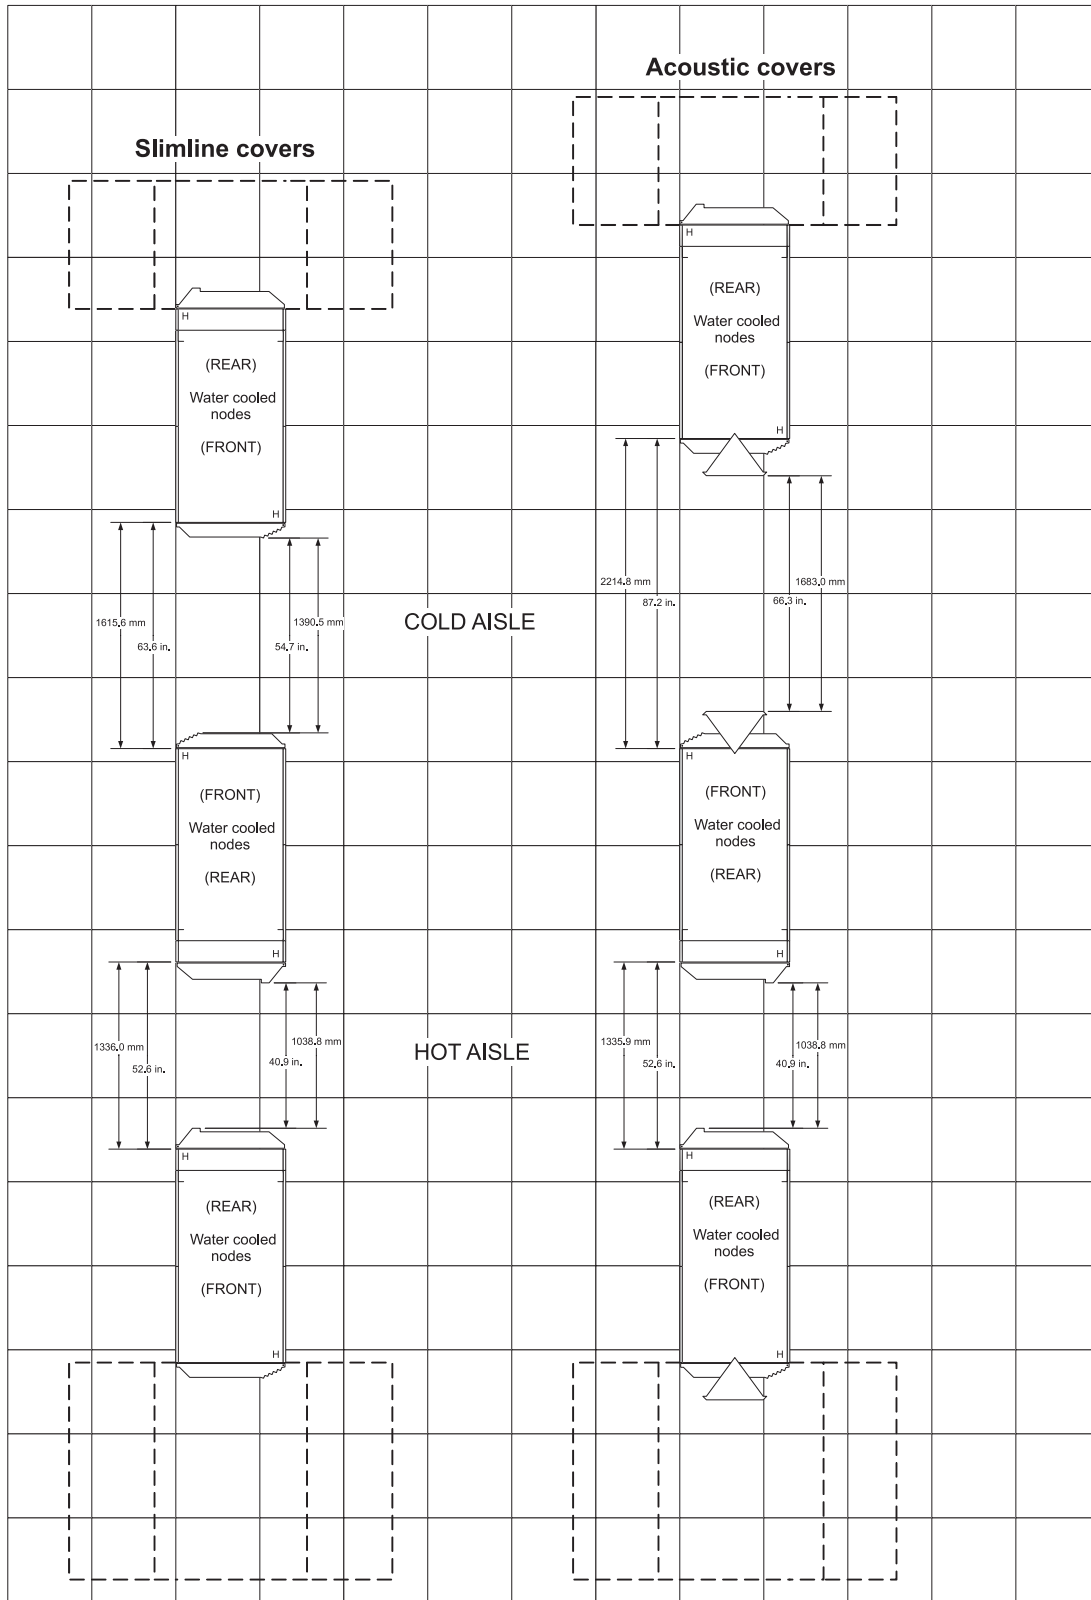 Acoustic covers
Slimline covers
H
(REAR)
Water cooled
nodes
(FRONT)
H
H
(REAR)
Water cooled
nodes
(FRONT)
H
1615.6 mm
63.6 in.
1390.5 mm
54.7 in.
COLD AISLE
2214.8 mm
87.2 in.
1683.0 mm
66.3 in.
H
(FRONT)
Water cooled
nodes
(REAR)
H
H
(FRONT)
Water cooled
nodes
(REAR)
H
1336.0 mm
52.6 in.
1038.8 mm
40.9 in.
HOT AISLE
1335.9 mm
52.6 in.
1038.8 mm
40.9 in.
H
(REAR)
Water cooled
nodes
(FRONT)
H
H
(REAR)
Water cooled
nodes
(FRONT)
H